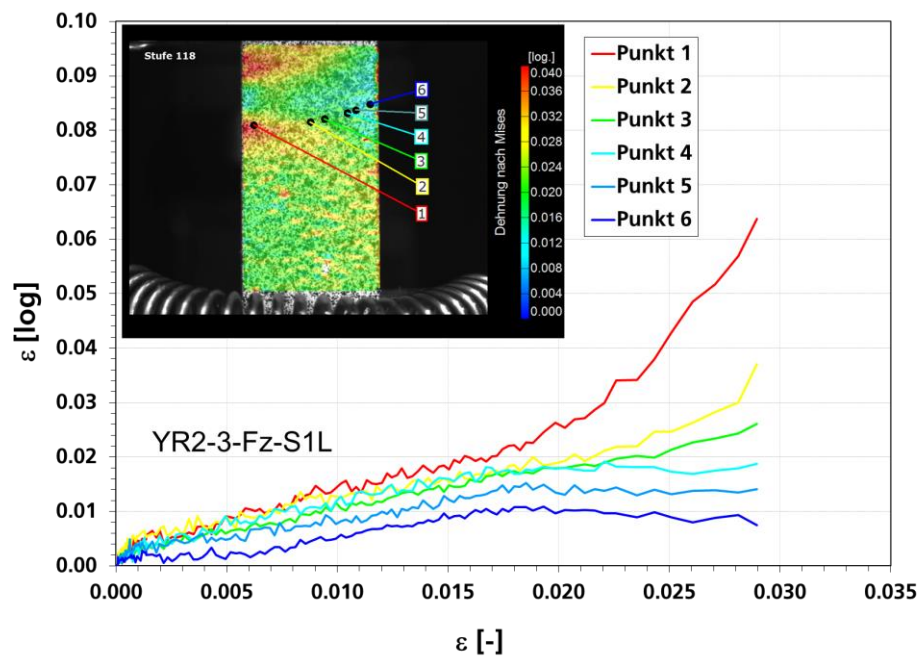 0.10
0.09
0.08
0.07
0.06
0.05
0.04
0.03
0.02
0.01
0.00
ε [log]
Stufe 118
6
5
4
3
2
1
[log.]
0.040
0.036
0.032
0.028
0.024
0.020
0.016
0.012
0.008
0.004
0.000
Dehnung nach Mises
Punkt 1
Punkt 2
Punkt 3
Punkt 4
Punkt 5
Punkt 6
YR2-3-Fz-S1L
0.000 0.005 0.010 0.015 0.020 0.025 0.030 0.035
ε [-]